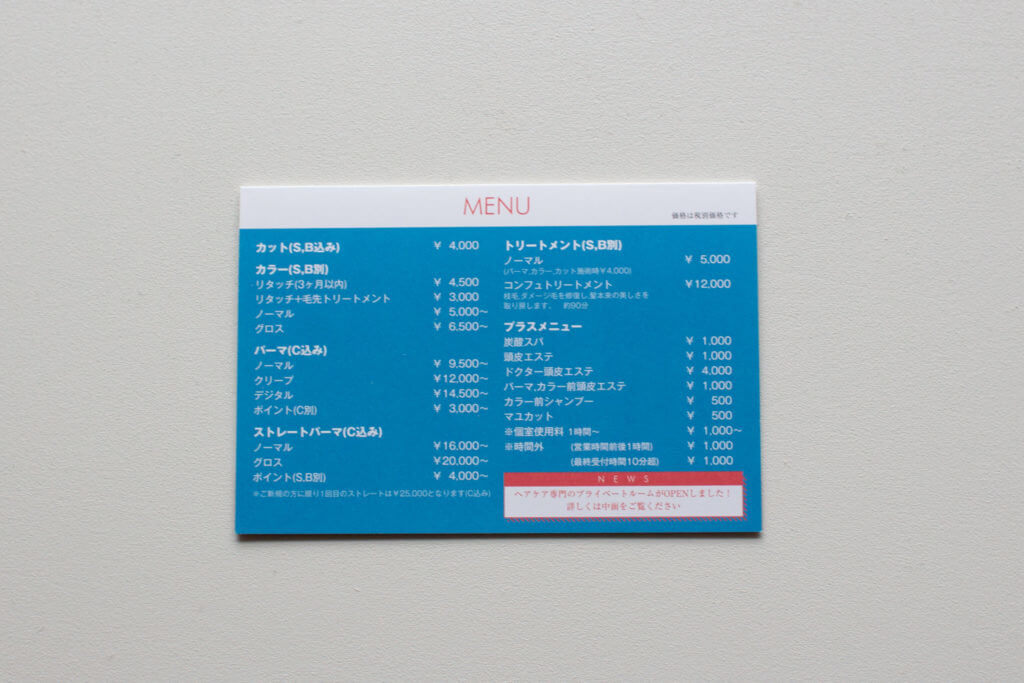 MENU
価格は税別価格です
カット(S,B込み) ¥ 4,000
カラー(S,B別)
リタッチ(3ヶ月以内) ¥ 4,500
リタッチ+毛先トリートメント ¥ 3,000
ノーマル ¥ 5,000〜
グロス ¥ 6,500〜
パーマ(C込み)
ノーマル ¥ 9,500〜
クリープ ¥12,000〜
デジタル ¥14,500〜
ポイント(C別) ¥ 3,000〜
ストレートパーマ(C込み)
ノーマル ¥16,000〜
グロス ¥20,000〜
ポイント(S,B別) ¥ 4,000〜
※ご新規の方に限り1回目のストレートは¥25,000となります(C込み)
トリートメント(S,B別)
ノーマル ¥ 5,000
(パーマ,カラー,カット施術時¥4,000)
コンフュトリートメント ¥12,000
枝毛,ダメージ毛を修復し,髪本来の美しさを
取り戻します。 約90分
プラスメニュー
炭酸スパ ¥ 1,000
頭皮エステ ¥ 1,000
ドクター頭皮エステ ¥ 4,000
パーマ,カラー前頭皮エステ ¥ 1,000
カラー前シャンプー ¥ 500
マユカット ¥ 500
※個室使用料 1時間〜 ¥ 1,000〜
※時間外 (営業時間前後1時間) ¥ 1,000
(最終受付時間10分超) ¥ 1,000
NEWS
ヘアケア専門のプライベートルームがOPENしました！
詳しくは中面をご覧ください